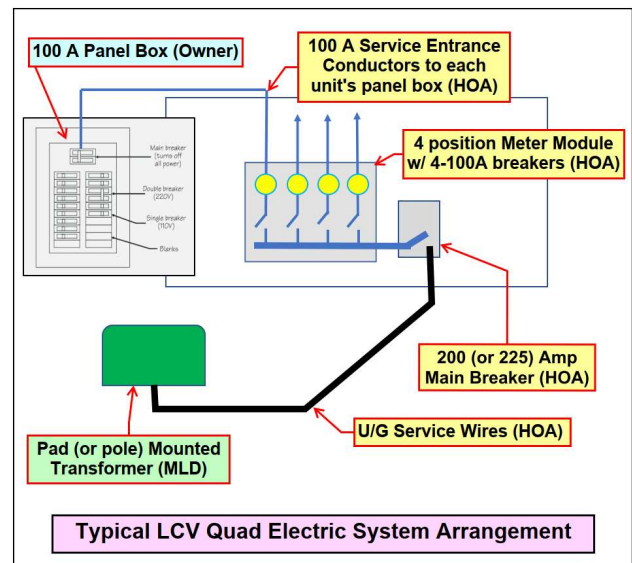 100 A Panel Box (Owner)
100 A Service Entrance
Conductors to each
unit's panel box (HOA)
Main breaker
(turns off
all power)
Double breaker
(220V)
Single breaker
(110V)
Blanks
4 position Meter Module
w/ 4-100A breakers (HOA)
200 (or 225) Amp
Main Breaker (HOA)
U/G Service Wires (HOA)
Pad (or pole) Mounted
Transformer (MLD)
Typical LCV Quad Electric System Arrangement